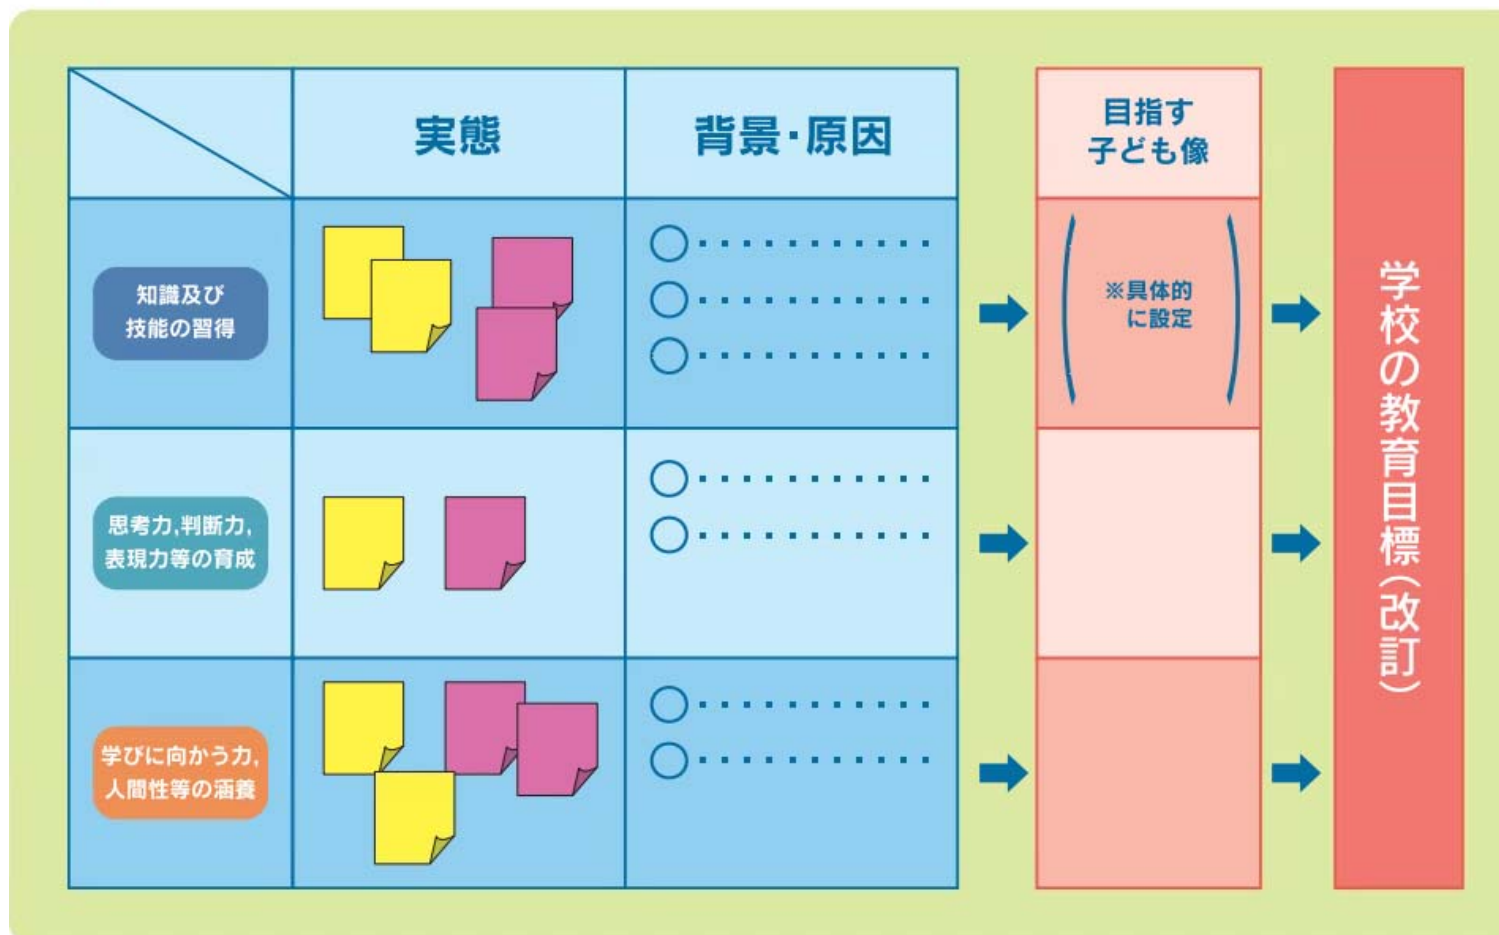 実態
背景・原因
目指す
子ども像
知識及び
技能の習得
※具体的
に設定
思考力,判断力,
表現力等の育成
学びに向かう力,
人間性等の涵養
学校の教育目標(改訂)